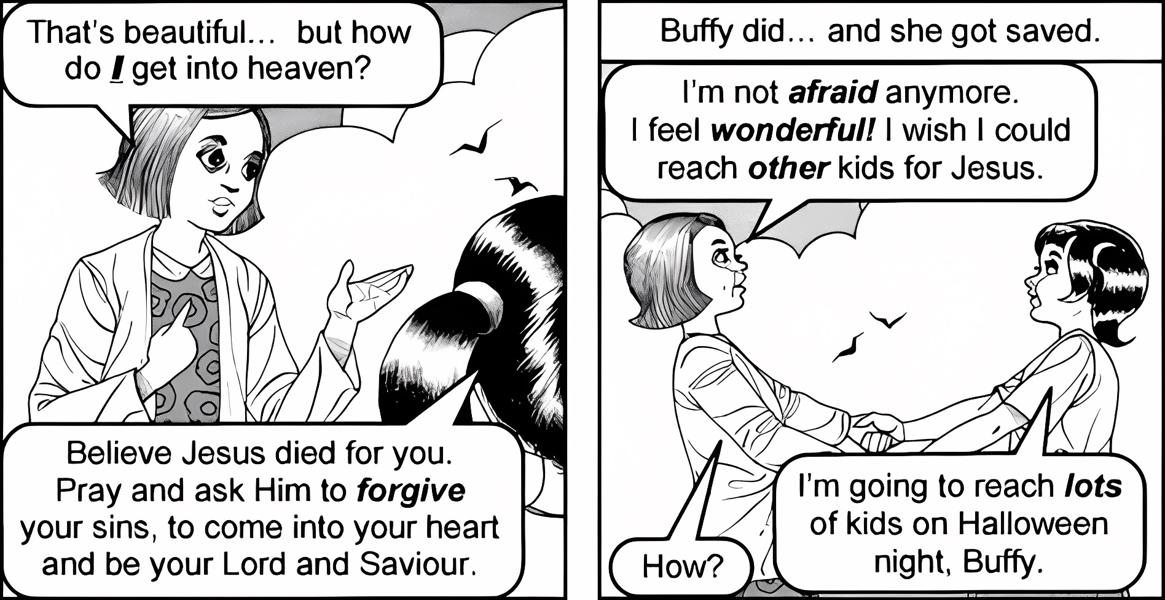 That's beautiful... but how
do I get into heaven?
Believe Jesus died for you.
Pray and ask Him to forgive
your sins, to come into your heart
and be your Lord and Saviour.
Buffy did... and she got saved.
I'm not afraid anymore.
I feel wonderful! I wish I could
reach other kids for Jesus.
How?
I'm going to reach lots
of kids on Halloween
night, Buffy.